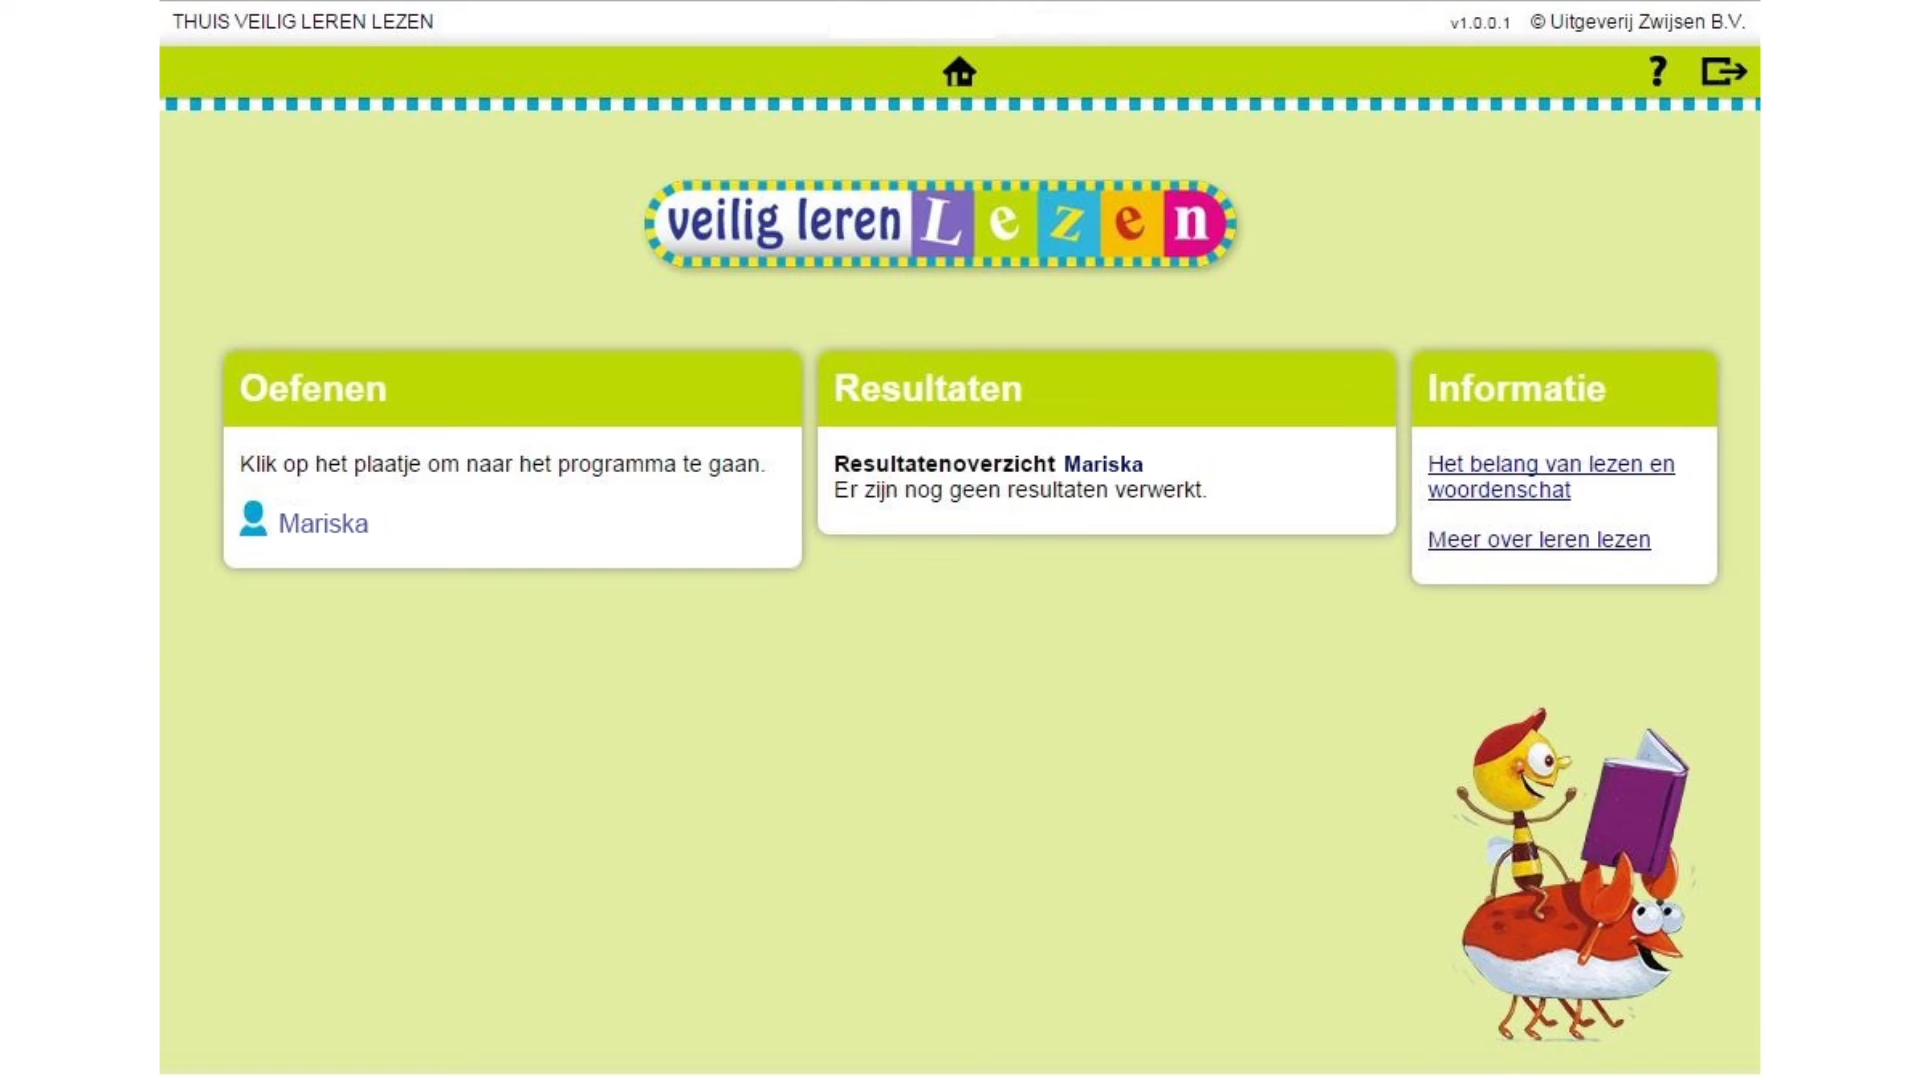 THUIS VEILIG LEREN LEZEN
v1.0.0.1 © Uitgeverij Zwijsen B.V.
?
veilig leren Lezen
Oefenen
Klik op het plaatje om naar het programma te gaan.
Mariska
Resultaten
Resultatenoverzicht Mariska
Er zijn nog geen resultaten verwerkt.
Informatie
Het belang van lezen en
woordenschat
Meer over leren lezen